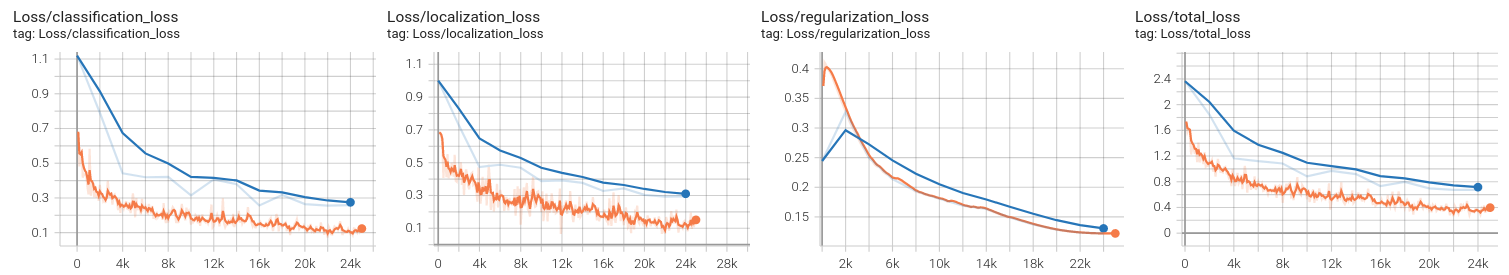 Loss/classification_loss
tag: Loss/classification_loss
1.1
0.9
0.7
0.5
0.3
0.1
0 4k 8k 12k 16k 20k 24k
Loss/localization_loss
tag: Loss/localization_loss
1.1
0.9
0.7
0.5
0.3
0.1
0 4k 8k 12k 16k 20k 24k 28k
Loss/regularization_loss
tag: Loss/regularization_loss
0.4
0.35
0.3
0.25
0.2
0.15
2k 6k 10k 14k 18k 22k
Loss/total_loss
tag: Loss/total_loss
2.4
2
1.6
1.2
0.8
0.4
0
0 4k 8k 12k 16k 20k 24k